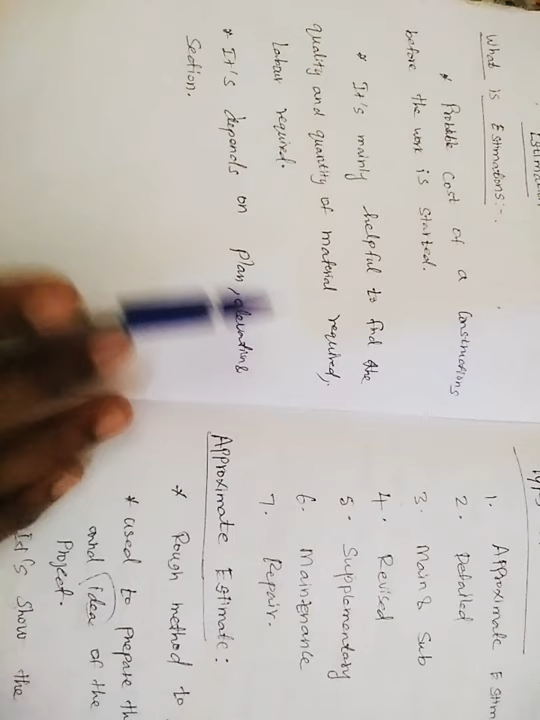 What is Estimations:-
* Probable Cost of a Constructions
before the work is started.
* It's mainly helpful to find the
quality and quantity of material required,
Labour required.
* It's depends on plan, elevation &
Section.
1. Approximate
2. Detailed
3. Main & Sub
4. Revised
5. Supplementary
6. Maintenance
7. Repair.
Approximate Estimate:
* Rough method to
* used to prepare
and idea of the
Project.
It's Show the